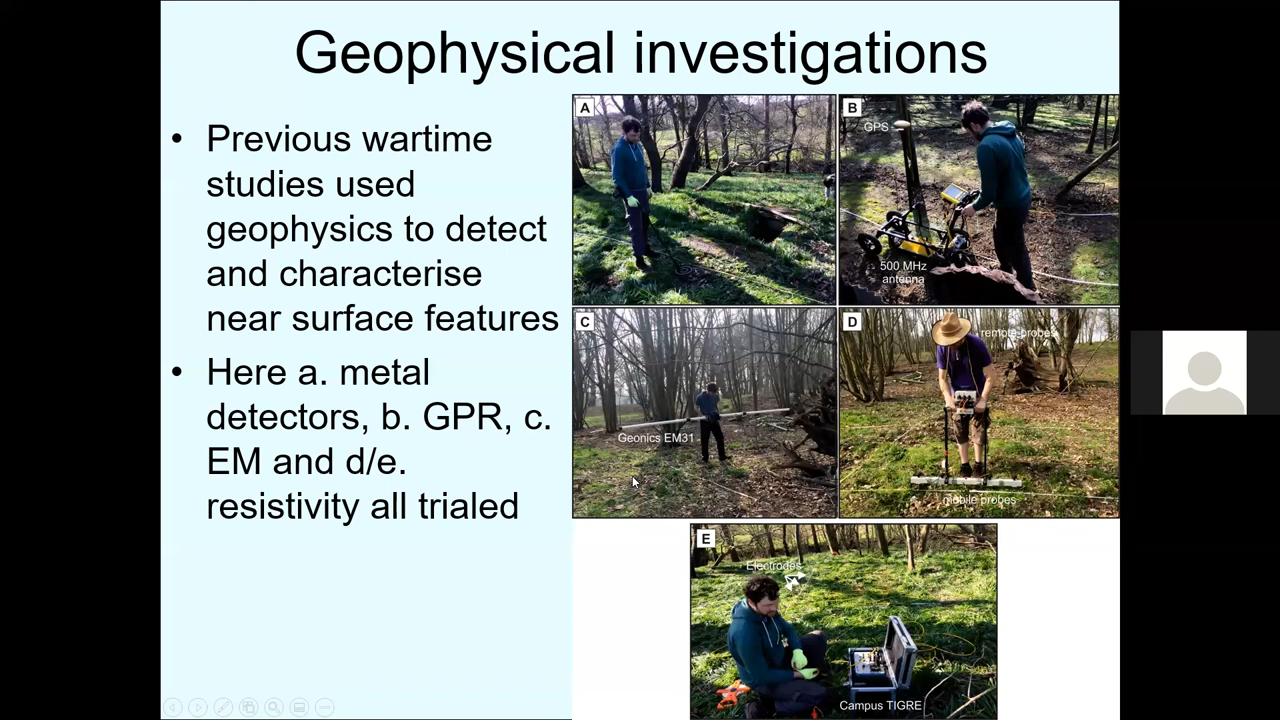 Geophysical investigations
• Previous wartime
studies used
geophysics to detect
and characterise
near surface features
• Here a. metal
detectors, b. GPR, c.
EM and d/e.
resistivity all trialed
A
B
GPS
500 MHz
antenna
C
Geonics EM31
D
remote probes
mobile probes
E
Electrodes
Campus TIGRE